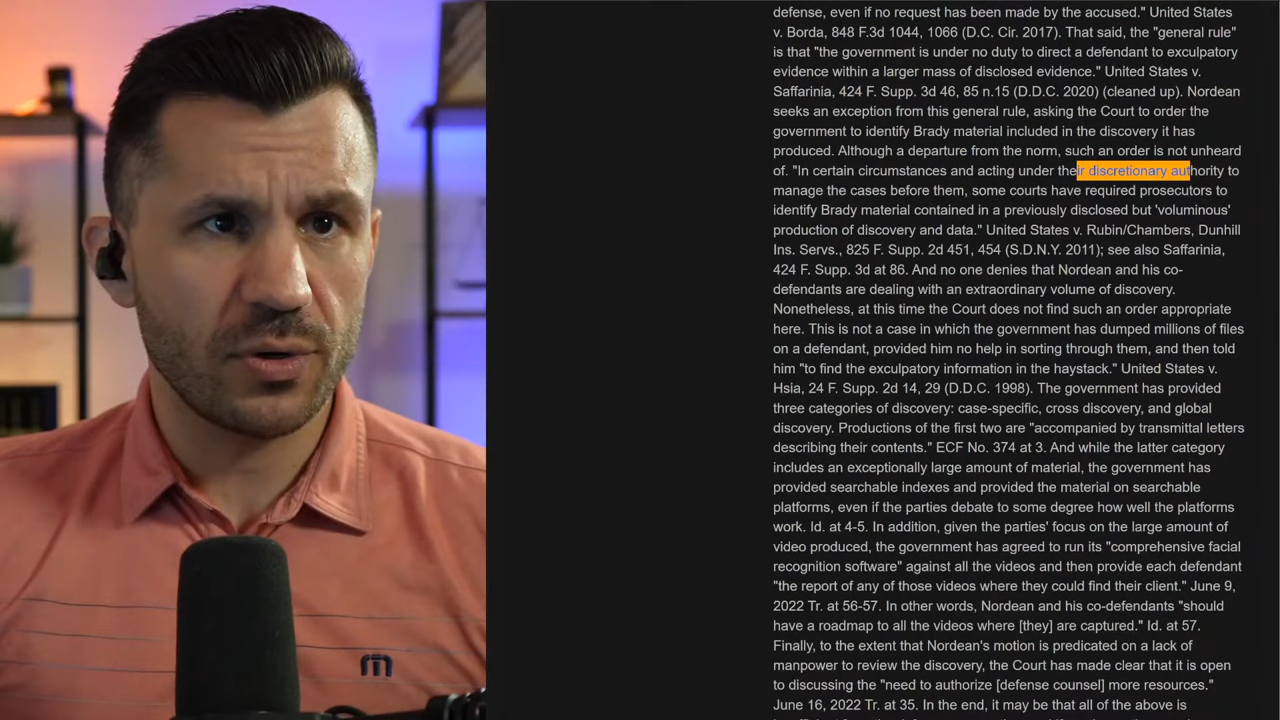 defense, even if no request has been made by the accused." United States
v. Borda, 848 F.3d 1044, 1066 (D.C. Cir. 2017). That said, the "general rule"
is that "the government is under no duty to direct a defendant to exculpatory
evidence within a larger mass of disclosed evidence." United States v.
Saffarinia, 424 F. Supp. 3d 46, 85 n.15 (D.D.C. 2020) (cleaned up). Nordean
seeks an exception from this general rule, asking the Court to order the
government to identify Brady material included in the discovery it has
produced. Although a departure from the norm, such an order is not unheard
of. "In certain circumstances and acting under their discretionary authority to
manage the cases before them, some courts have required prosecutors to
identify Brady material contained in a previously disclosed but 'voluminous'
production of discovery and data." United States v. Rubin/Chambers, Dunhill
Ins. Servs., 825 F. Supp. 2d 451, 454 (S.D.N.Y. 2011); see also Saffarinia,
424 F. Supp. 3d at 86. And no one denies that Nordean and his co-
defendants are dealing with an extraordinary volume of discovery.
Nonetheless, at this time the Court does not find such an order appropriate
here. This is not a case in which the government has dumped millions of files
on a defendant, provided him no help in sorting through them, and then told
him "to find the exculpatory information in the haystack." United States v.
Hsia, 24 F. Supp. 2d 14, 29 (D.D.C. 1998). The government has provided
three categories of discovery: case-specific, cross discovery, and global
discovery. Productions of the first two are "accompanied by transmittal letters
describing their contents." ECF No. 374 at 3. And while the latter category
includes an exceptionally large amount of material, the government has
provided searchable indexes and provided the material on searchable
platforms, even if the parties debate to some degree how well the platforms
work. Id. at 4-5. In addition, given the parties' focus on the large amount of
video produced, the government has agreed to run its "comprehensive facial
recognition software" against all the videos and then provide each defendant
"the report of any of those videos where they could find their client." June 9,
2022 Tr. at 56-57. In other words, Nordean and his co-defendants "should
have a roadmap to all the videos where [they] are captured." Id. at 57.
Finally, to the extent that Nordean's motion is predicated on a lack of
manpower to review the discovery, the Court has made clear that it is open
to discussing the "need to authorize [defense counsel] more resources."
June 16, 2022 Tr. at 35. In the end, it may be that all of the above is